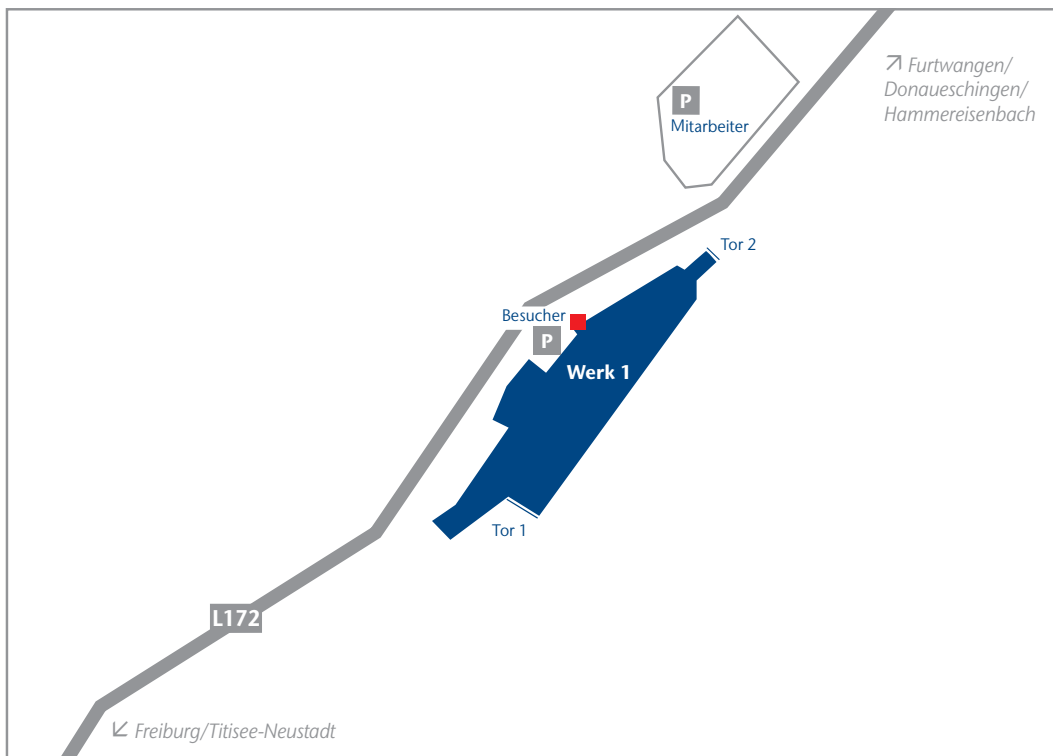 ↗ Furtwangen/
Donaueschingen/
Hammereisenbach
P
Mitarbeiter
Tor 2
Besucher
P
Werk 1
Tor 1
L172
↙ Freiburg/Titisee-Neustadt